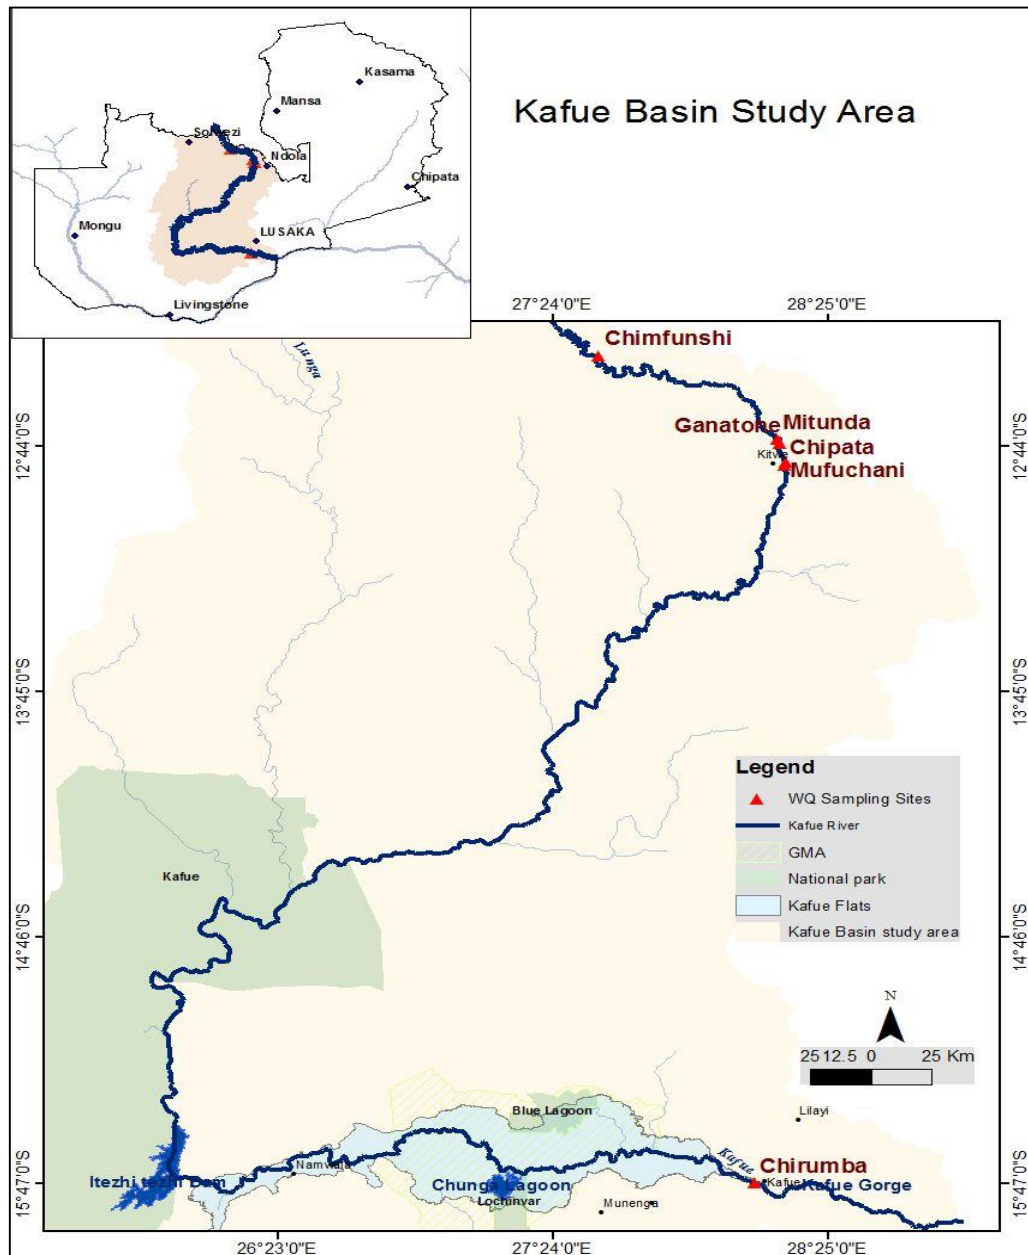 Kafue Basin Study Area
Kasama
Mansa
Solwezi
Ndola
Chipata
Mongu
LUSAKA
Livingstone
27°24'0"E
28°25'0"E
Lunga
Chimfunshi
Ganatone
Mitunda
12°44'0"S
12°44'0"S
Kitwe
Chipata
Mufuchani
13°45'0"S
13°45'0"S
Legend
WQ Sampling Sites
Kafue River
GMA
National park
Kafue Flats
Kafue Basin study area
Kafue
14°46'0"S
14°46'0"S
N
25 12.5 0 25 Km
Blue Lagoon
Lilayi
Kafue
Chirumba
Namwala
Itezhi tezhi Dam
Chunga Lagoon
Kafue
Kafue Gorge
15°47'0"S
15°47'0"S
Lochinvar
Munenga
26°23'0"E
27°24'0"E
28°25'0"E